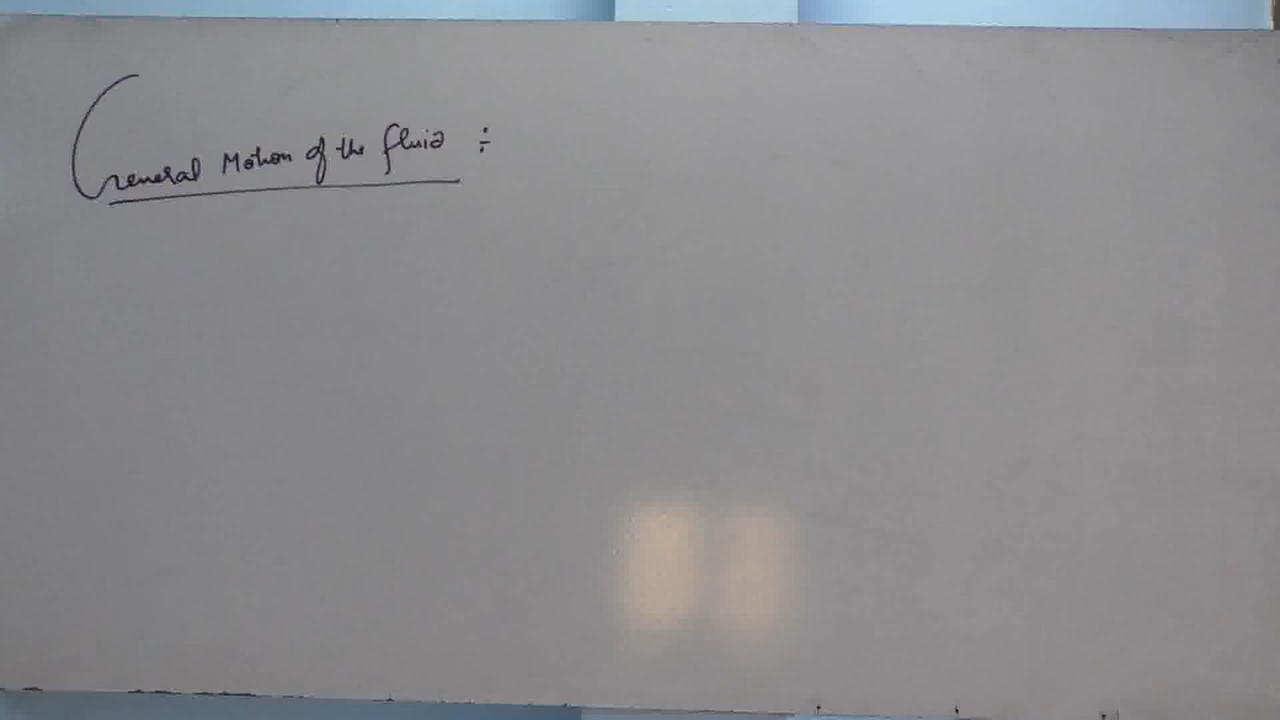 General Motion of the fluid :-